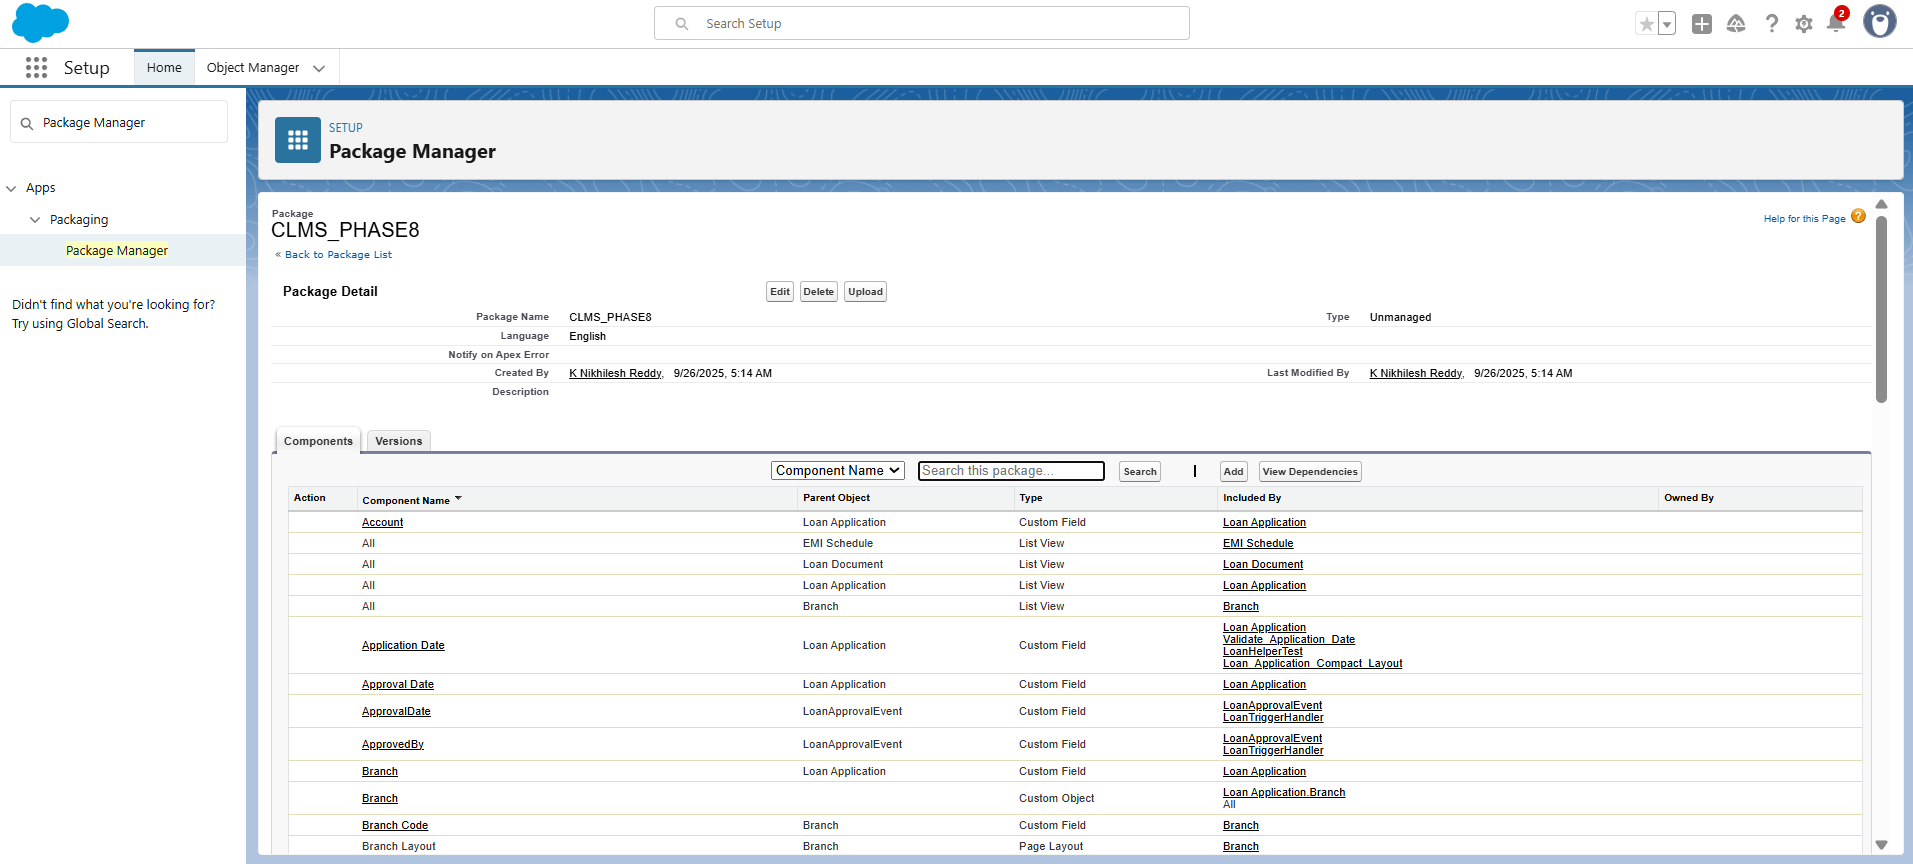 Search Setup
2
Setup
Home
Object Manager
Package Manager
Apps
Packaging
Package Manager
Didn't find what you're looking for?
Try using Global Search.
SETUP
Package Manager
Package
CLMS_PHASE8
« Back to Package List
Help for this Page ?
Package Detail
Edit Delete Upload
Package Name CLMS_PHASE8 Type Unmanaged
Language English
Notify on Apex Error
Created By K Nikhilesh Reddy, 9/26/2025, 5:14 AM Last Modified By K Nikhilesh Reddy, 9/26/2025, 5:14 AM
Description
Components Versions
Component Name Search this package... Search | Add View Dependencies
Action Component Name Parent Object Type Included By Owned By
Account Loan Application Custom Field Loan Application
All EMI Schedule List View EMI Schedule
All Loan Document List View Loan Document
All Loan Application List View Loan Application
All Branch List View Branch
Application Date Loan Application Custom Field Loan Application
Validate_Application_Date
LoanHelperTest
Loan_Application_Compact_Layout
Approval Date Loan Application Custom Field Loan Application
ApprovalDate LoanApprovalEvent Custom Field LoanApprovalEvent
LoanTriggerHandler
ApprovedBy LoanApprovalEvent Custom Field LoanApprovalEvent
LoanTriggerHandler
Branch Loan Application Custom Field Loan Application
Branch Custom Object Loan Application.Branch
All
Branch Code Branch Custom Field Branch
Branch Layout Branch Page Layout Branch